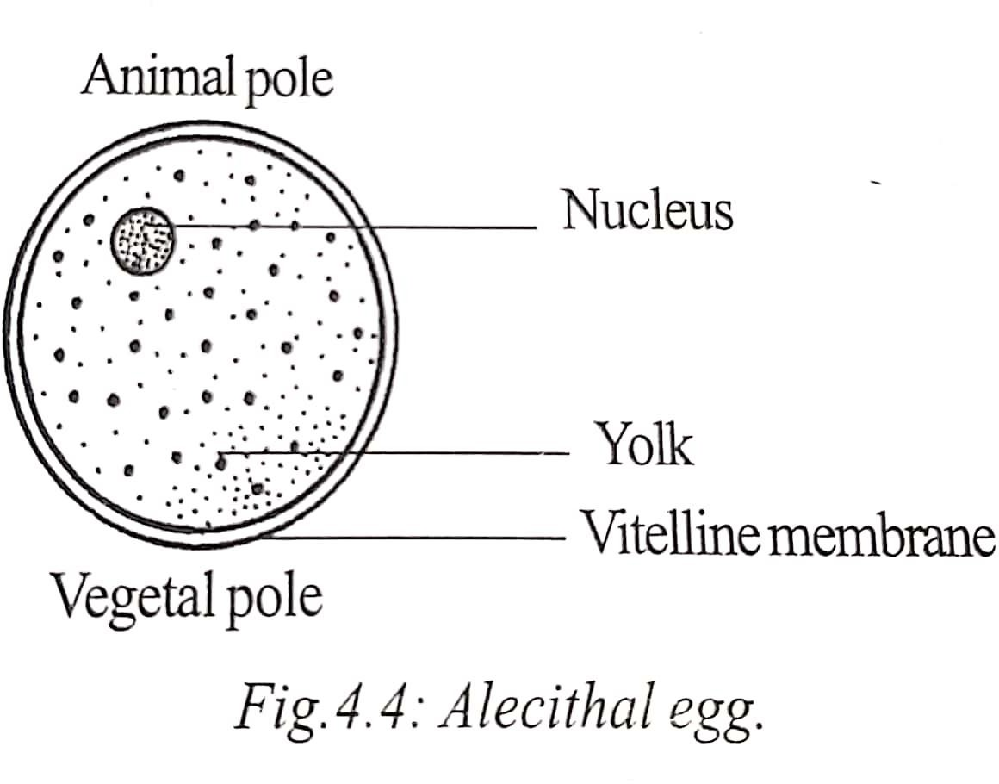 Animal pole
Nucleus
Yolk
Vitelline membrane
Vegetal pole
Fig.4.4: Alecithal egg.